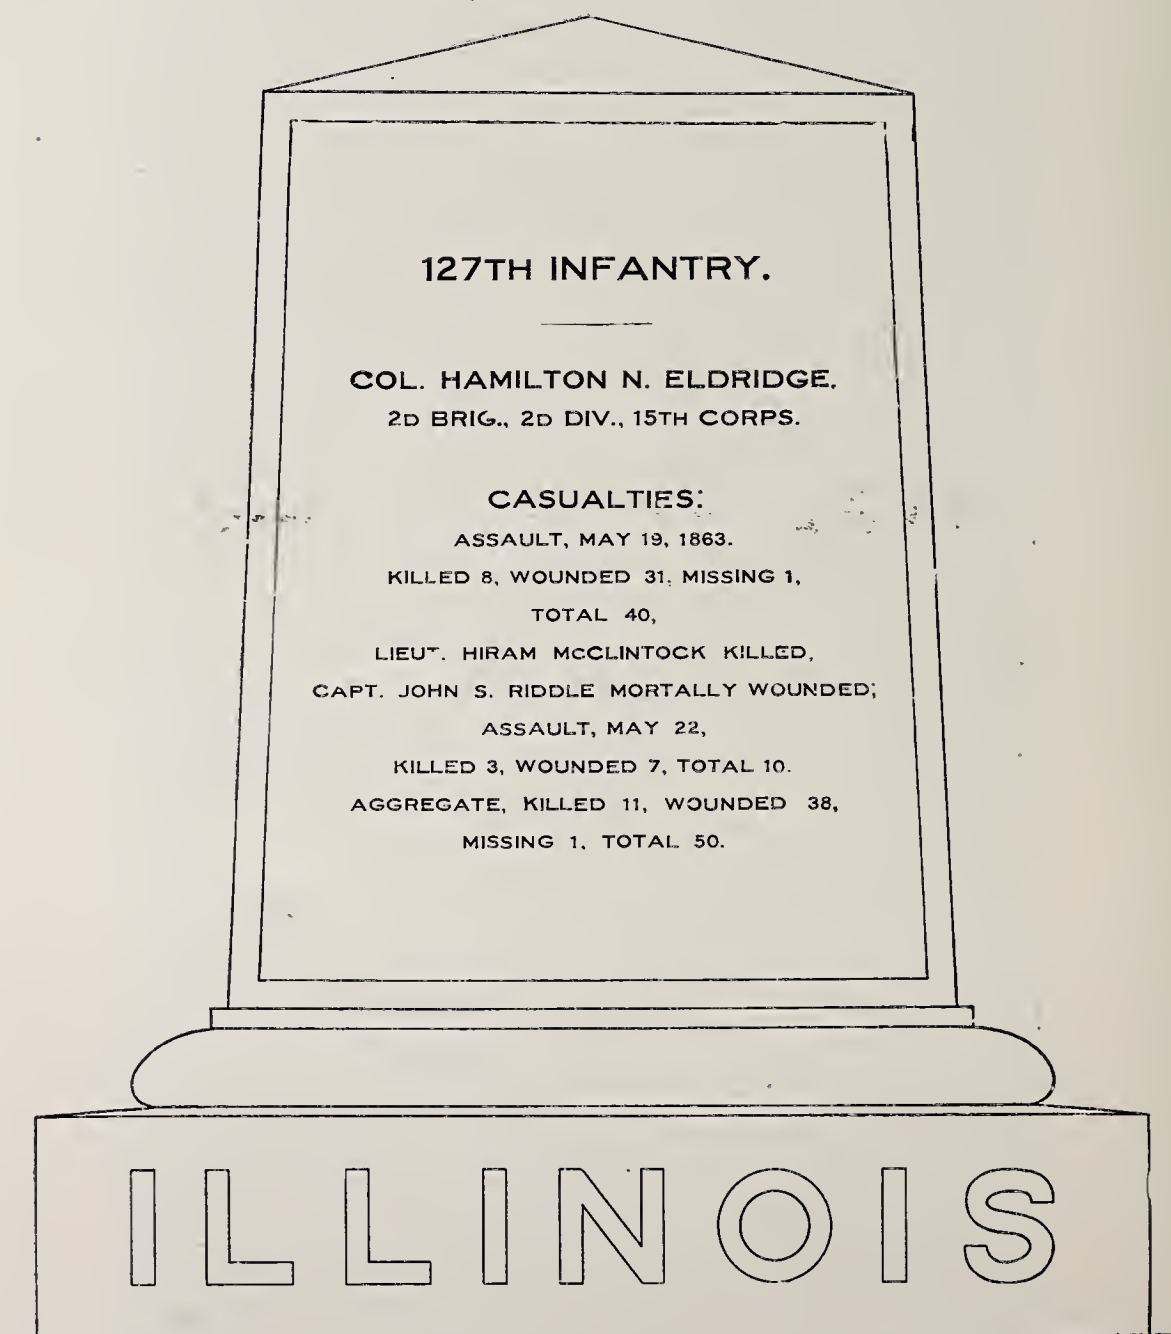 127TH INFANTRY.
COL. HAMILTON N. ELDRIDGE.
2D BRIG., 2D DIV., 15TH CORPS.
CASUALTIES:
ASSAULT, MAY 19, 1863.
KILLED 8, WOUNDED 31, MISSING 1,
TOTAL 40,
LIEUT. HIRAM McCLINTOCK KILLED,
CAPT. JOHN S. RIDDLE MORTALLY WOUNDED;
ASSAULT, MAY 22,
KILLED 3, WOUNDED 7, TOTAL 10.
AGGREGATE, KILLED 11, WOUNDED 38,
MISSING 1, TOTAL 50.
ILLINOIS